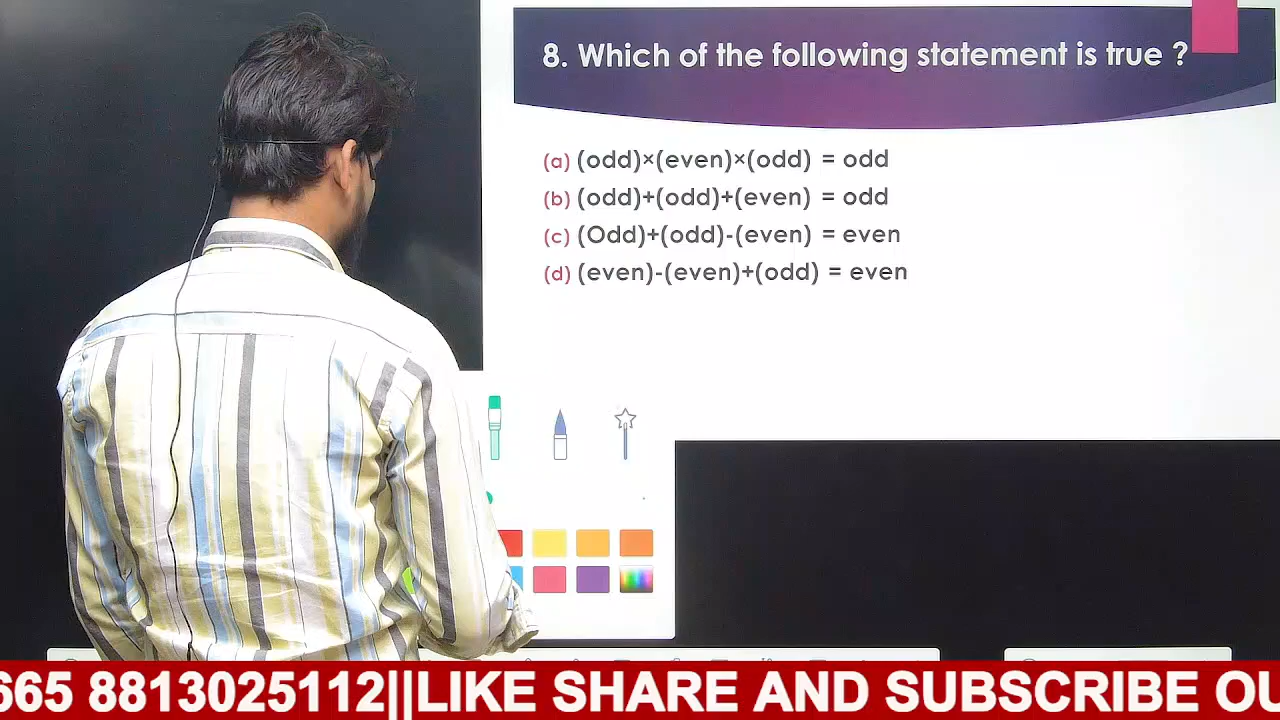 8. Which of the following statement is true ?
(a) (odd)×(even)×(odd) = odd
(b) (odd)+(odd)+(even) = odd
(c) (Odd)+(odd)-(even) = even
(d) (even)-(even)+(odd) = even
665 8813025112||LIKE SHARE AND SUBSCRIBE OU